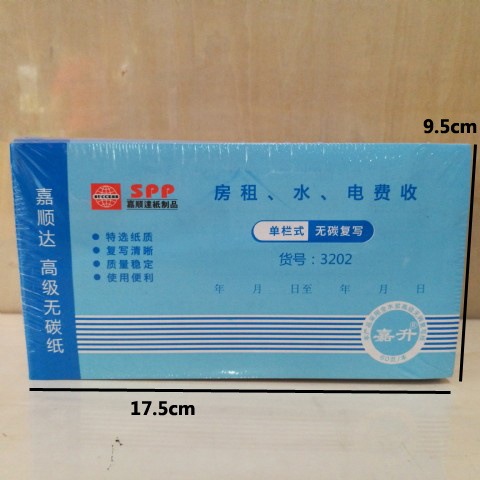 9.5cm
嘉顺达 高级无碳纸
SPP
嘉顺達紙制品
房租、水、电费收
单栏式 无碳复写
货号：3202
特选纸质
复写清晰
质量稳定
使用便利
年 月 日至 年 月 日
嘉升
17.5cm